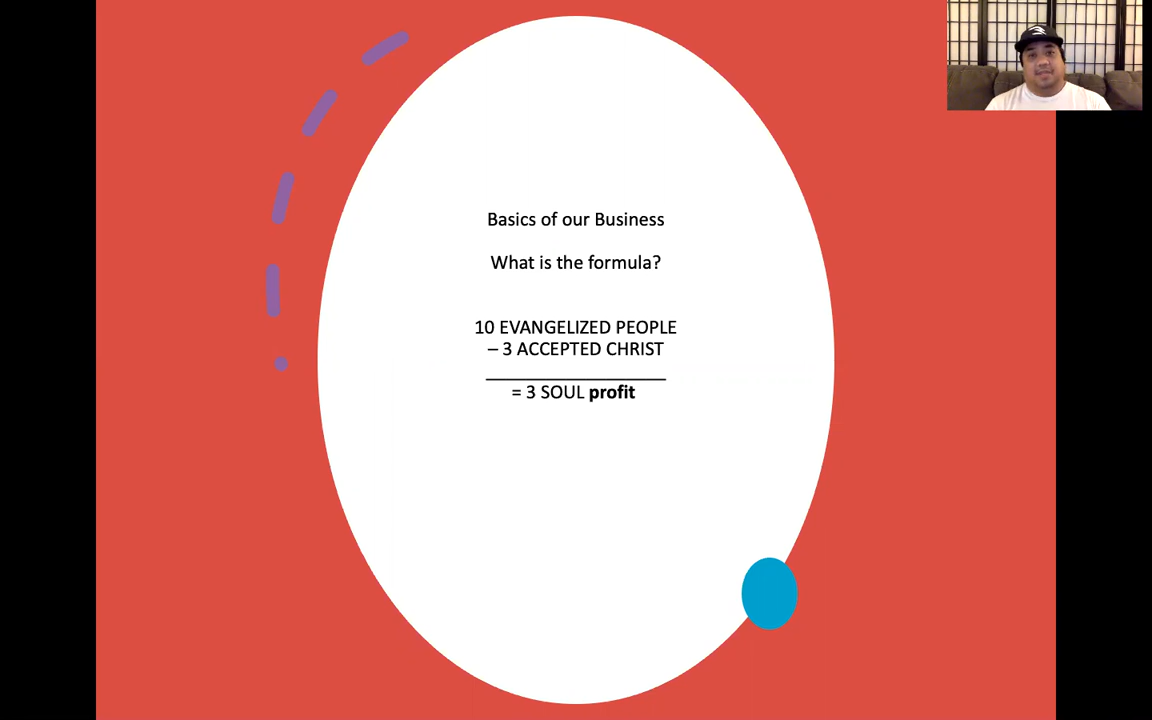 Basics of our Business
What is the formula?
10 EVANGELIZED PEOPLE
– 3 ACCEPTED CHRIST
= 3 SOUL profit